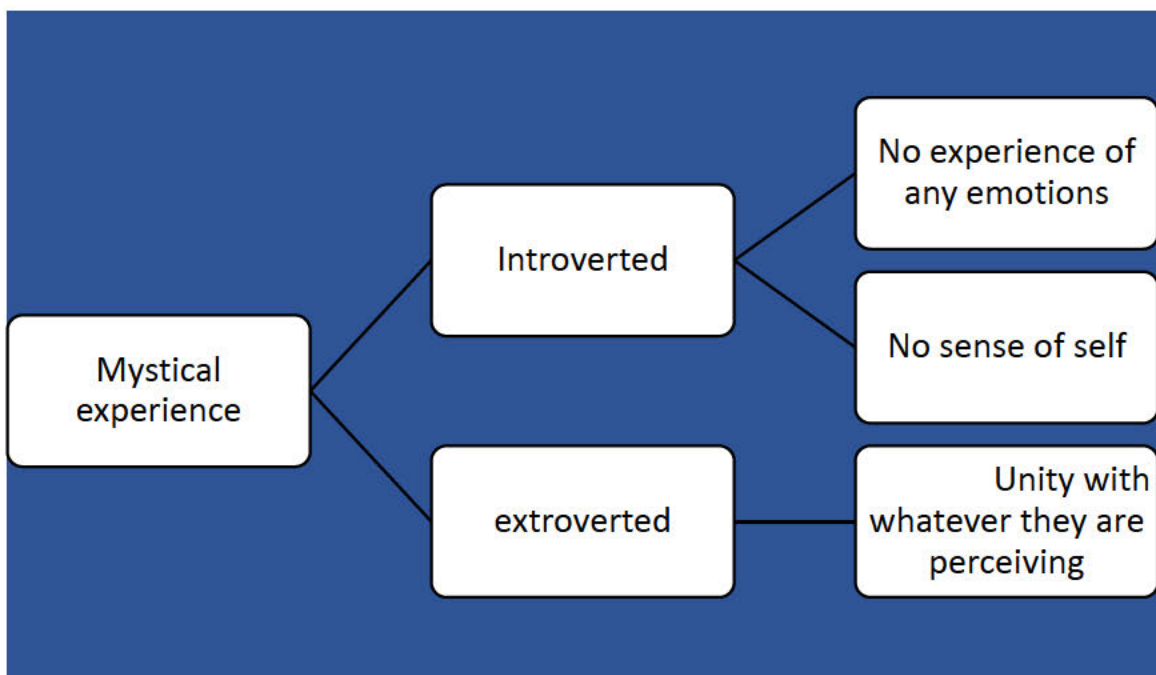 Mystical
experience
Introverted
No experience of
any emotions
No sense of self
extroverted
Unity with
whatever they are
perceiving